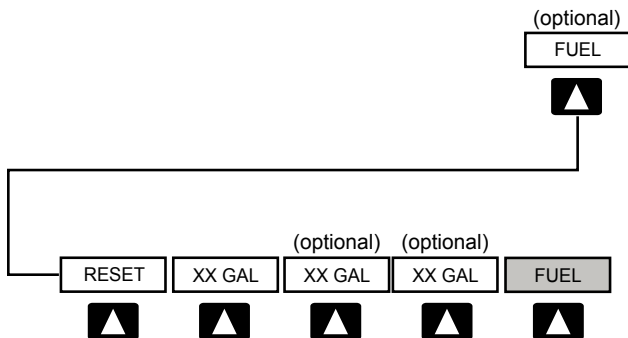 (optional)
FUEL
(optional) (optional)
RESET XX GAL XX GAL XX GAL FUEL